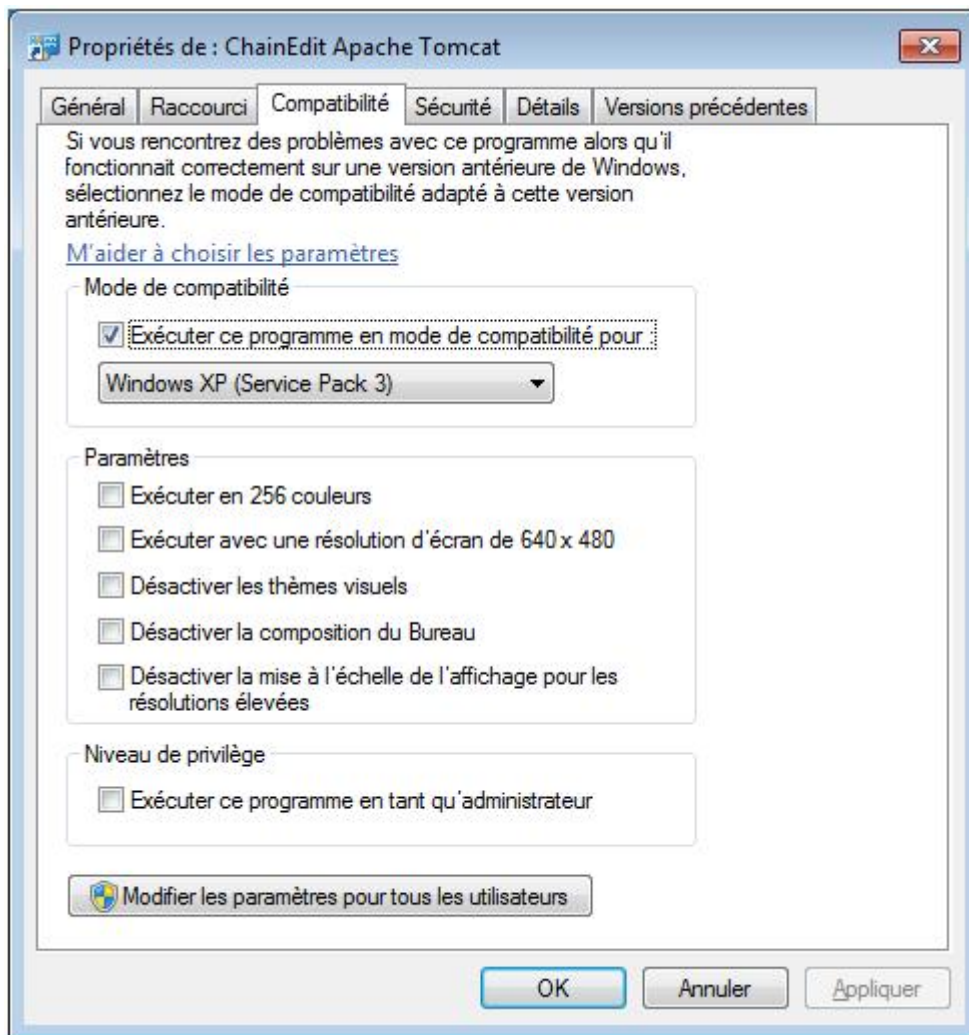 Propriétés de : ChainEdit Apache Tomcat
Général Raccourci Compatibilité Sécurité Détails Versions précédentes
Si vous rencontrez des problèmes avec ce programme alors qu'il
fonctionnait correctement sur une version antérieure de Windows,
sélectionnez le mode de compatibilité adapté à cette version
antérieure.
M'aider à choisir les paramètres
Mode de compatibilité
Exécuter ce programme en mode de compatibilité pour :
Windows XP (Service Pack 3)
Paramètres
Exécuter en 256 couleurs
Exécuter avec une résolution d'écran de 640 x 480
Désactiver les thèmes visuels
Désactiver la composition du Bureau
Désactiver la mise à l'échelle de l'affichage pour les
résolutions élevées
Niveau de privilège
Exécuter ce programme en tant qu'administrateur
Modifier les paramètres pour tous les utilisateurs
OK Annuler Appliquer